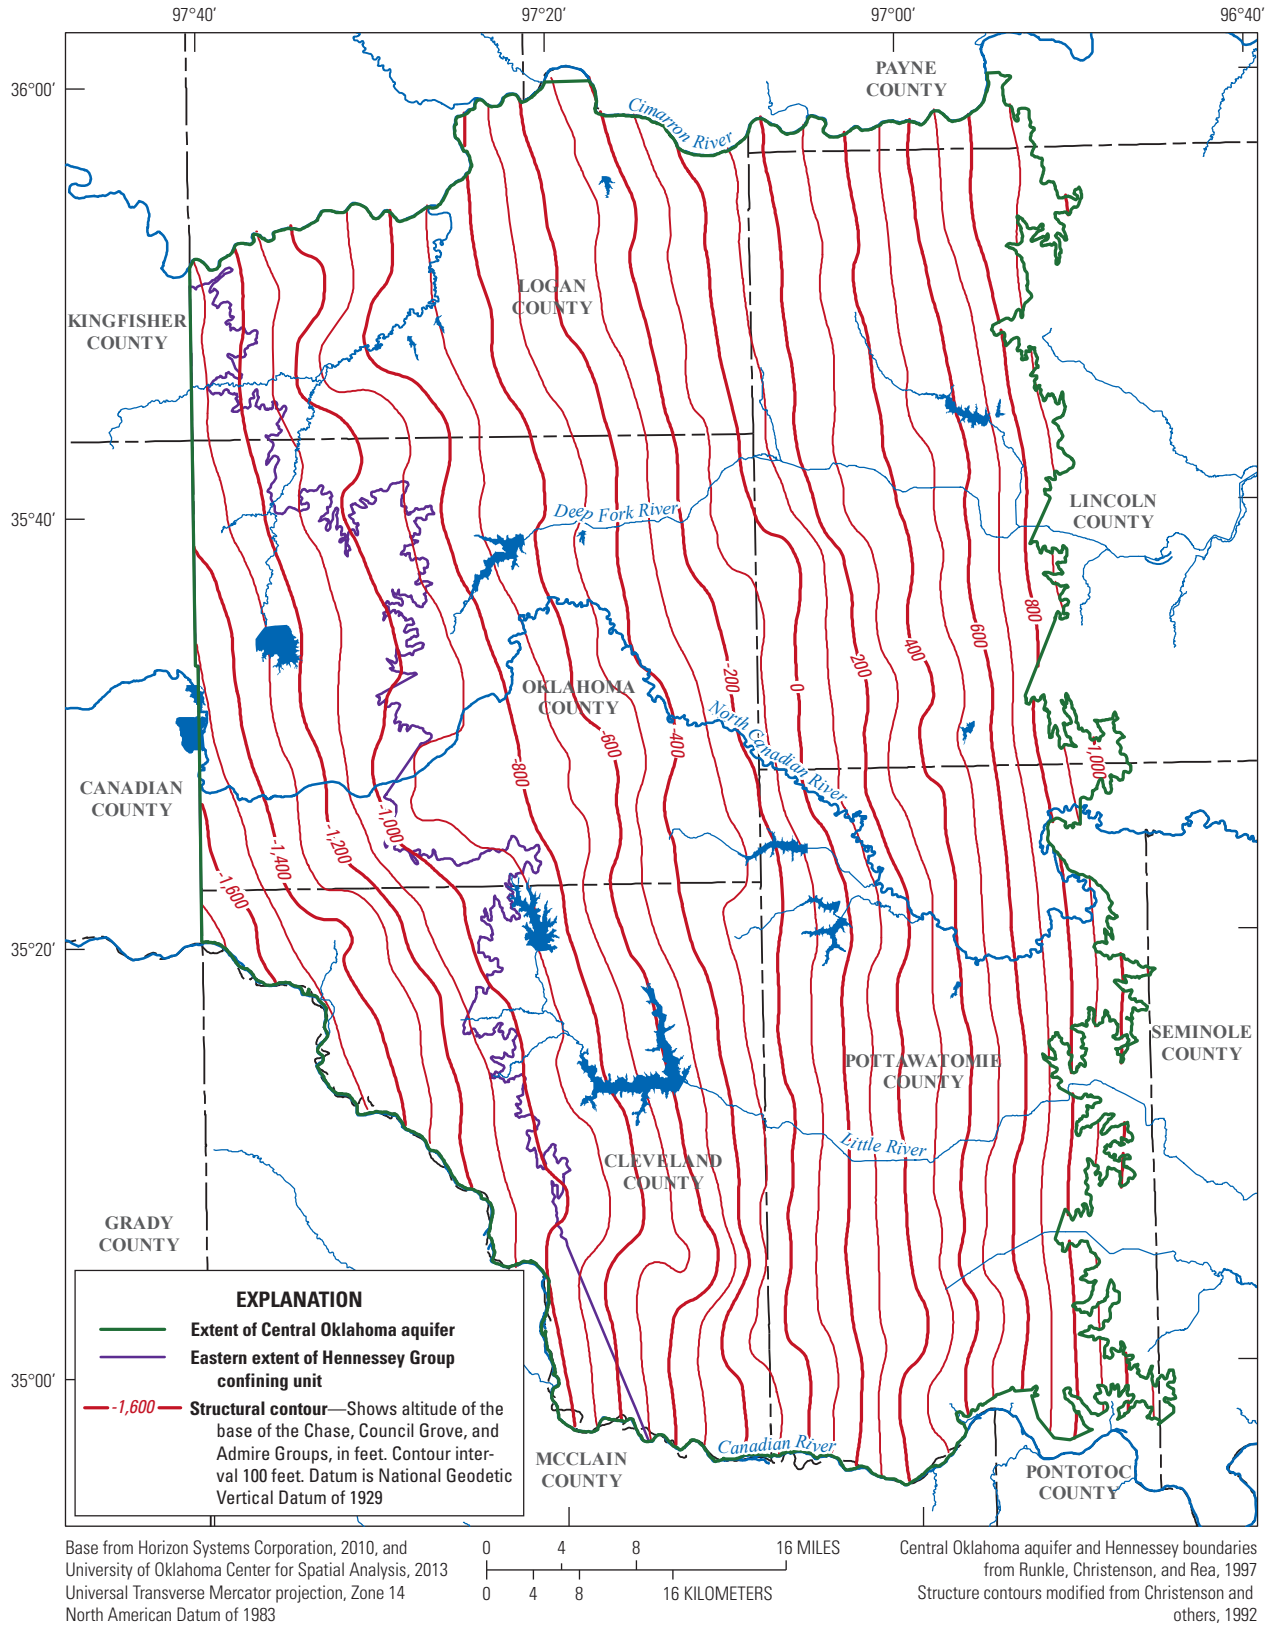 97°40′
97°20′
97°00′
96°40′
36°00′
35°40′
35°20′
35°00′
PAYNE
COUNTY
Cimarron River
LOGAN
COUNTY
KINGFISHER
COUNTY
LINCOLN
COUNTY
Deep Fork River
800
600
400
200
0
-200
OKLAHOMA
COUNTY
North Canadian River
-400
-600
-800
-1,000
-1,200
-1,400
-1,600
1,000
CANADIAN
COUNTY
SEMINOLE
COUNTY
POTTAWATOMIE
COUNTY
Little River
CLEVELAND
COUNTY
GRADY
COUNTY
MCCLAIN
COUNTY
Canadian River
PONTOTOC
COUNTY
EXPLANATION
Extent of Central Oklahoma aquifer
Eastern extent of Hennessey Group
confining unit
-1,600
Structural contour—Shows altitude of the
base of the Chase, Council Grove, and
Admire Groups, in feet. Contour inter-
val 100 feet. Datum is National Geodetic
Vertical Datum of 1929
Base from Horizon Systems Corporation, 2010, and
University of Oklahoma Center for Spatial Analysis, 2013
Universal Transverse Mercator projection, Zone 14
North American Datum of 1983
0 4 8 16 MILES
0 4 8 16 KILOMETERS
Central Oklahoma aquifer and Hennessey boundaries
from Runkle, Christenson, and Rea, 1997
Structure contours modified from Christenson and
others, 1992